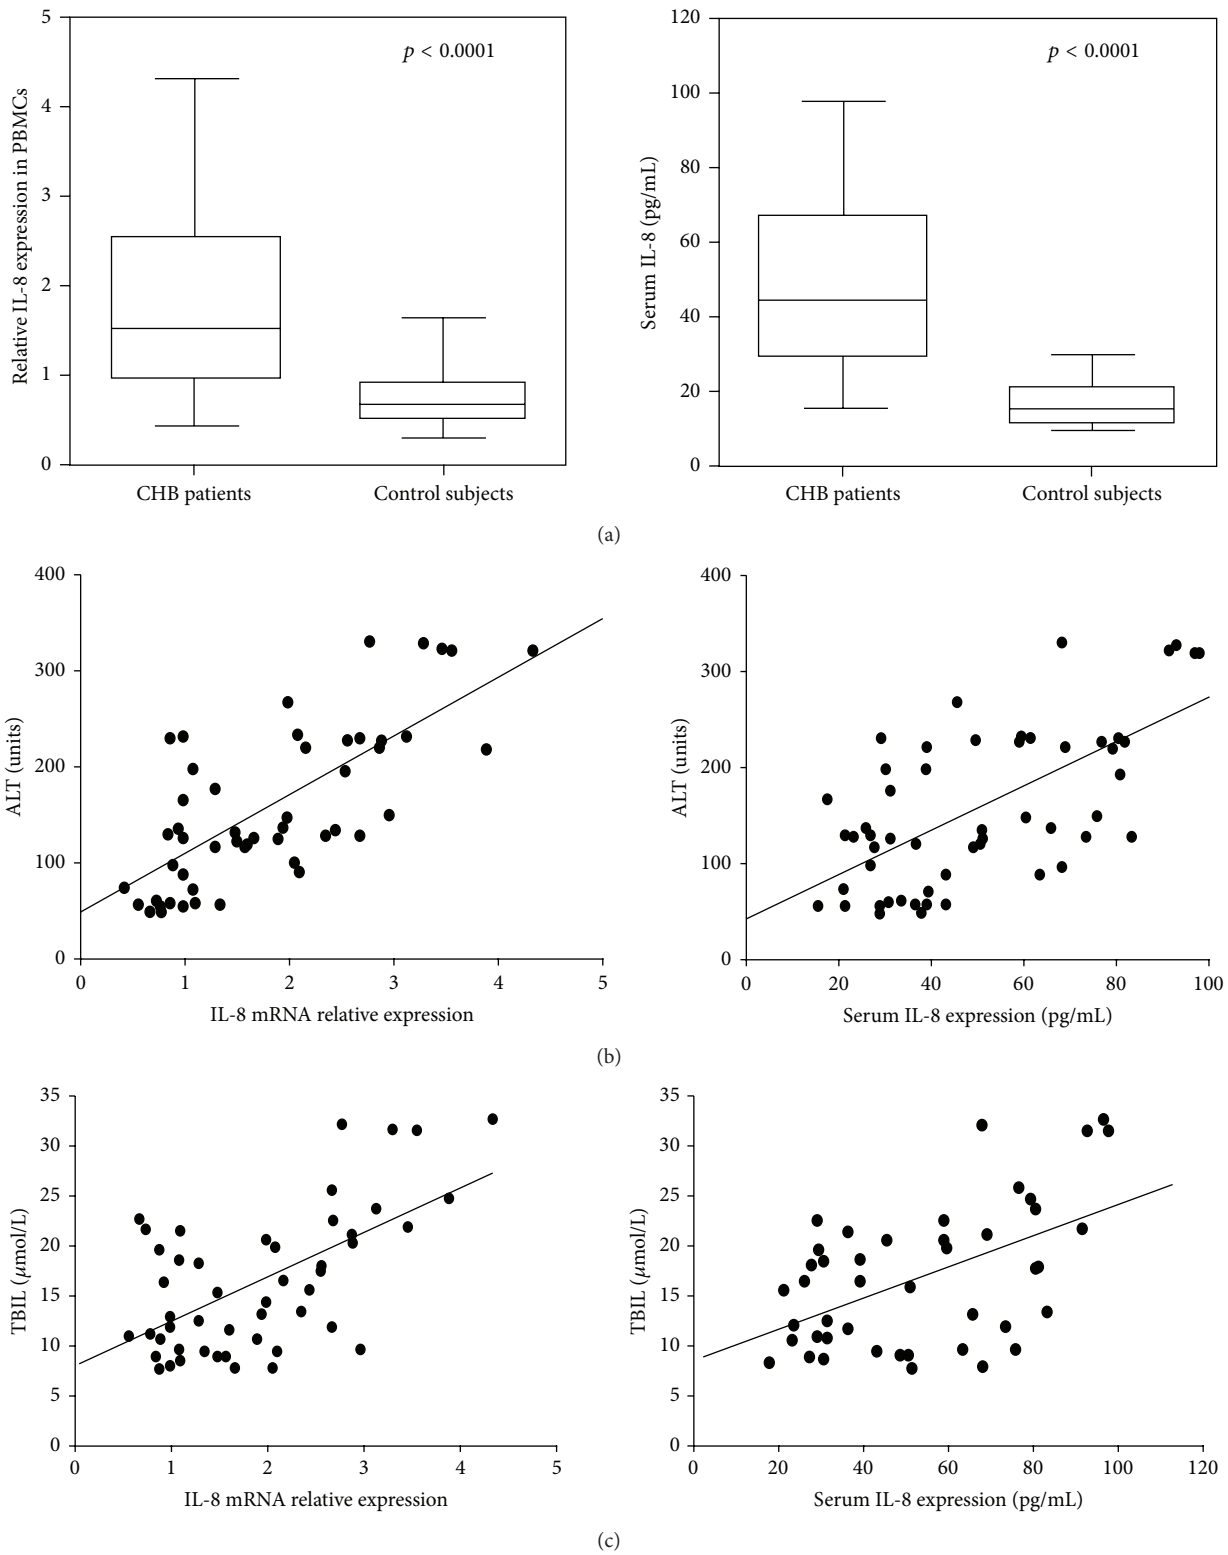 5
4
3
2
1
0
Relative IL-8 expression in PBMCs
p < 0.0001
CHB patients
Control subjects
120
100
80
60
40
20
0
Serum IL-8 (pg/mL)
p < 0.0001
CHB patients
Control subjects
(a)
400
300
200
100
0
ALT (units)
0 1 2 3 4 5
IL-8 mRNA relative expression
400
300
200
100
0
ALT (units)
0 20 40 60 80 100
Serum IL-8 expression (pg/mL)
(b)
35
30
25
20
15
10
5
0
TBIL (μmol/L)
0 1 2 3 4 5
IL-8 mRNA relative expression
35
30
25
20
15
10
5
0
TBIL (μmol/L)
0 20 40 60 80 100 120
Serum IL-8 expression (pg/mL)
(c)